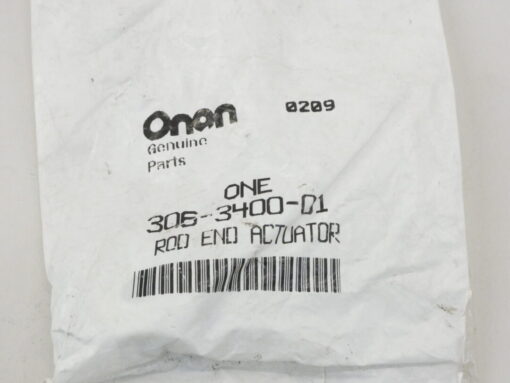 Onan 0209
Genuine
Parts
ONE
306-3400-01
ROD END ACTUATOR